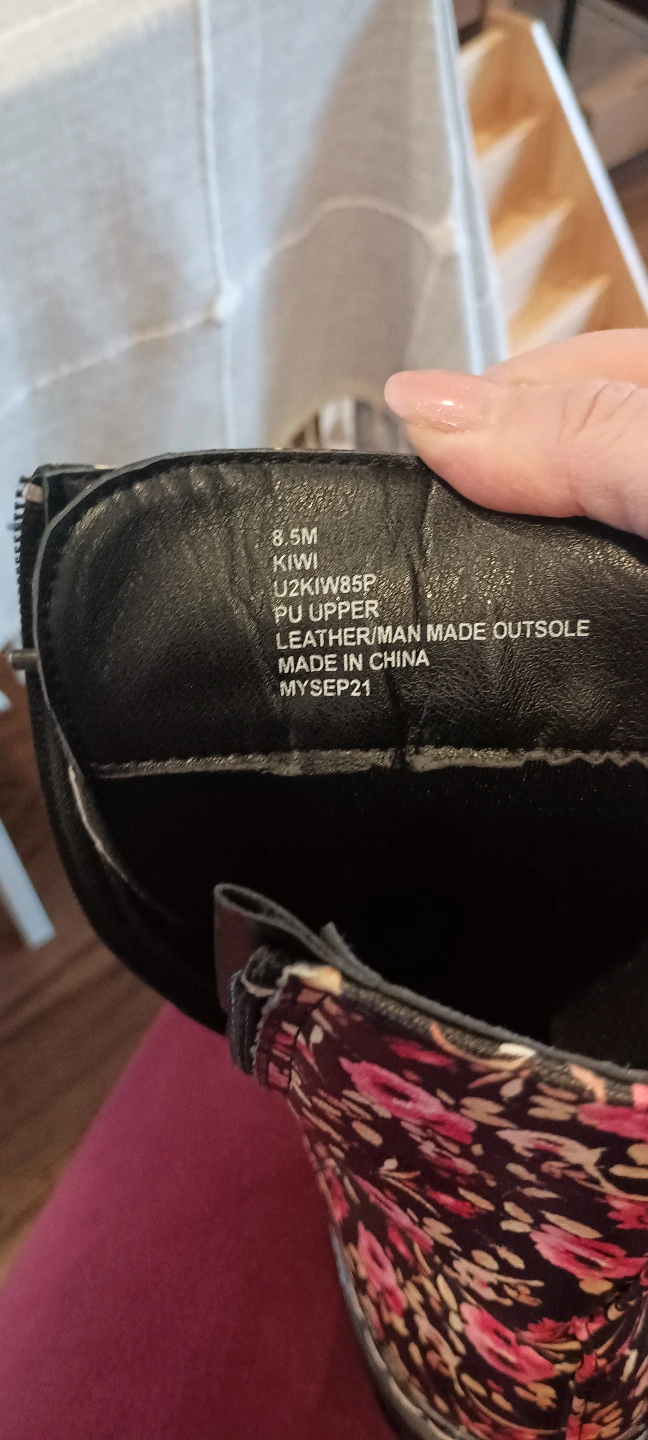 8.5M
KIWI
U2KIW85P
PU UPPER
LEATHER/MAN MADE OUTSOLE
MADE IN CHINA
MYSEP21